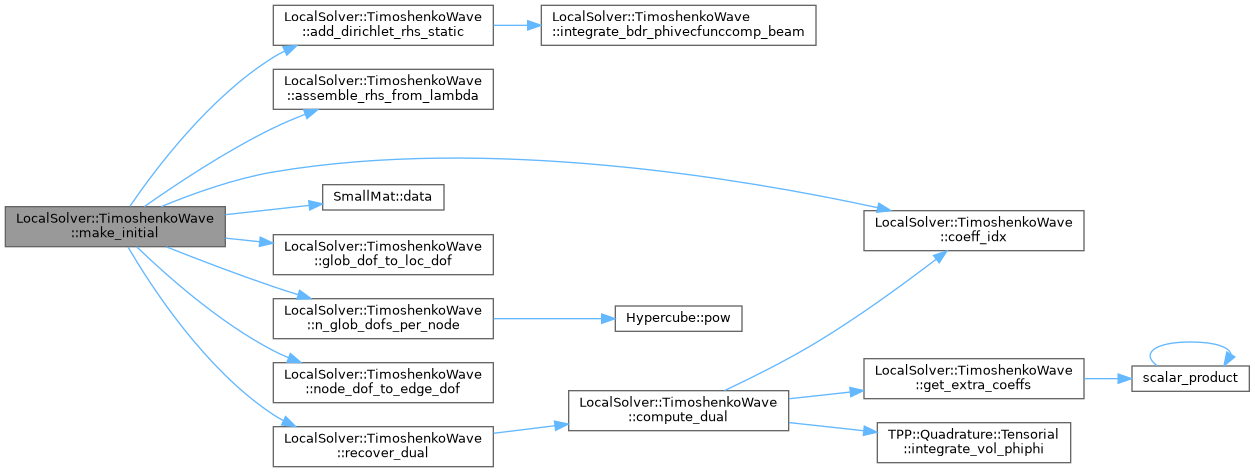 LocalSolver::TimoshenkoWave
::make_initial
LocalSolver::TimoshenkoWave
::add_dirichlet_rhs_static
LocalSolver::TimoshenkoWave
::integrate_bdr_phivecfunccomp_beam
LocalSolver::TimoshenkoWave
::assemble_rhs_from_lambda
SmallMat::data
LocalSolver::TimoshenkoWave
::glob_dof_to_loc_dof
LocalSolver::TimoshenkoWave
::n_glob_dofs_per_node
Hypercube::pow
LocalSolver::TimoshenkoWave
::node_dof_to_edge_dof
LocalSolver::TimoshenkoWave
::recover_dual
LocalSolver::TimoshenkoWave
::compute_dual
LocalSolver::TimoshenkoWave
::coeff_idx
LocalSolver::TimoshenkoWave
::get_extra_coeffs
scalar_product
TPP::Quadrature::Tensorial
::integrate_vol_phiphi